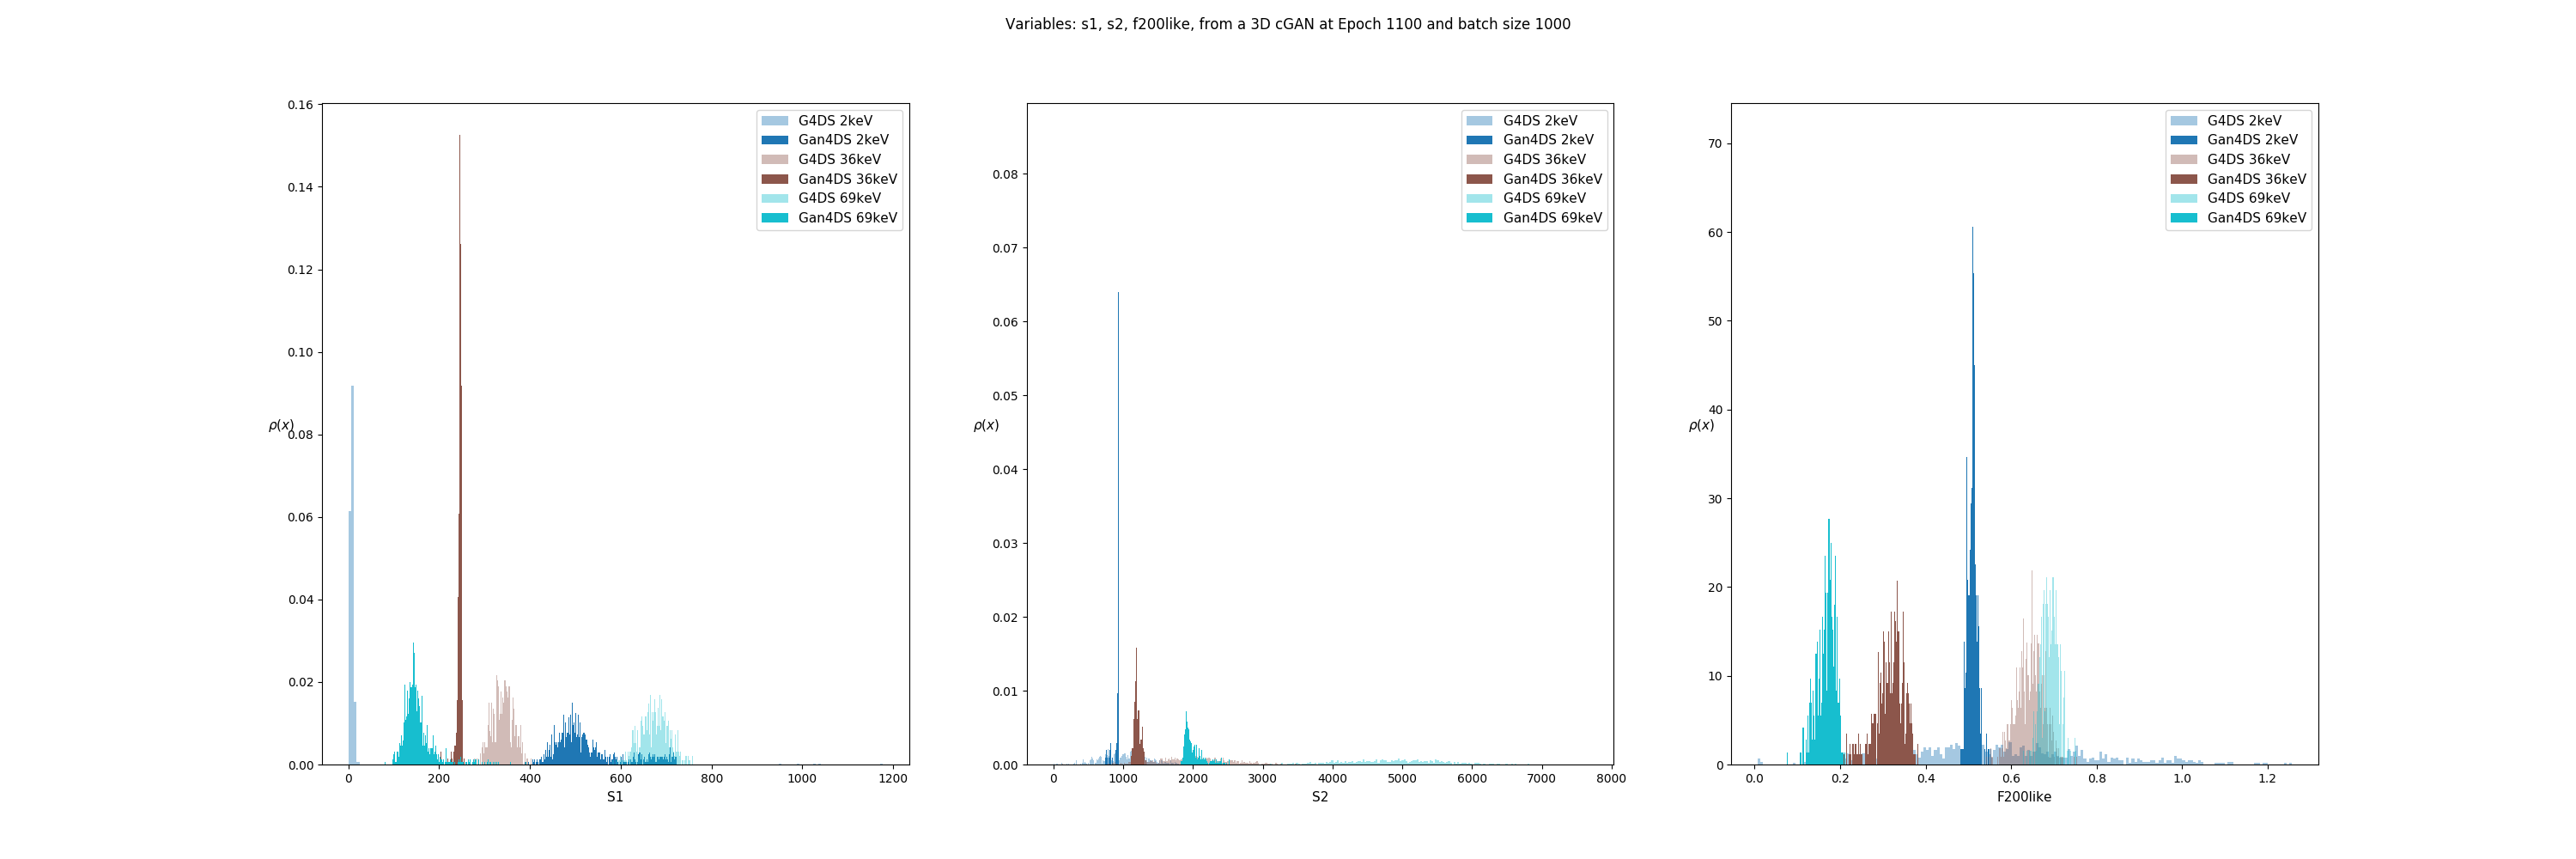 Variables: s1, s2, f200like, from a 3D cGAN at Epoch 1100 and batch size 1000
0.16
0.14
0.12
0.10
0.08
0.06
0.04
0.02
0.00
ρ(x)
0
200
400
600
800
1000
1200
S1
G4DS 2keV
Gan4DS 2keV
G4DS 36keV
Gan4DS 36keV
G4DS 69keV
Gan4DS 69keV
0.08
0.07
0.06
0.05
0.04
0.03
0.02
0.01
0.00
ρ(x)
0
1000
2000
3000
4000
5000
6000
7000
8000
S2
G4DS 2keV
Gan4DS 2keV
G4DS 36keV
Gan4DS 36keV
G4DS 69keV
Gan4DS 69keV
70
60
50
40
30
20
10
0
ρ(x)
0.0
0.2
0.4
0.6
0.8
1.0
1.2
F200like
G4DS 2keV
Gan4DS 2keV
G4DS 36keV
Gan4DS 36keV
G4DS 69keV
Gan4DS 69keV